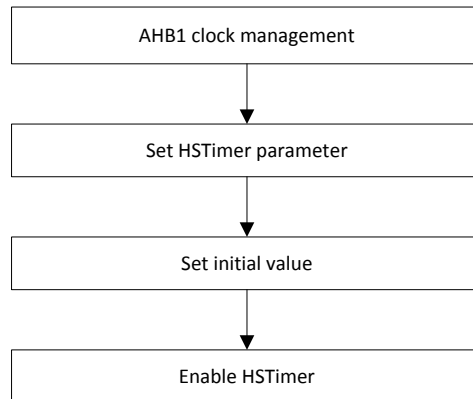 AHB1 clock management
Set HSTimer parameter
Set initial value
Enable HSTimer